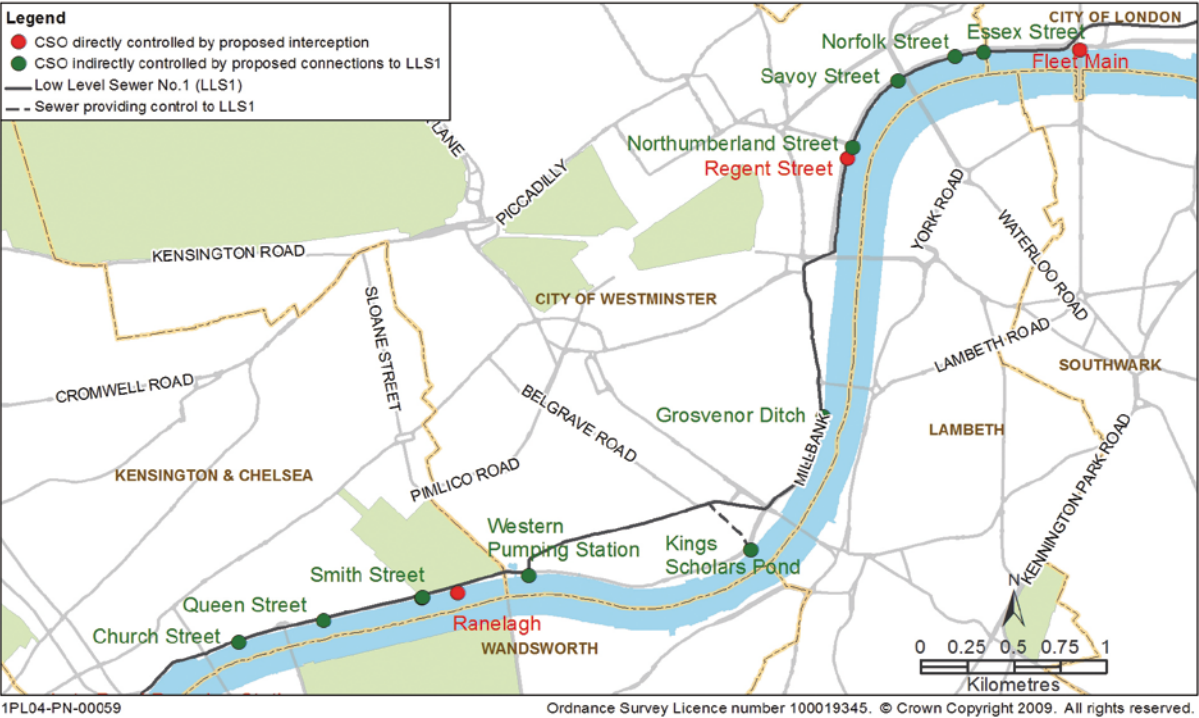 Legend
CSO directly controlled by proposed interception
CSO indirectly controlled by proposed connections to LLS1
Low Level Sewer No.1 (LLS1)
Sewer providing control to LLS1
CITY OF LONDON
Essex Street
Norfolk Street
Fleet Main
Savoy Street
LANE
Northumberland Street
Regent Street
PICCADILLY
YORK ROAD
WATERLOO ROAD
KENSINGTON ROAD
CITY OF WESTMINSTER
SLOANE STREET
LAMBETH ROAD
SOUTHWARK
CROMWELL ROAD
BELGRAVE ROAD
Grosvenor Ditch
MILLBANK
LAMBETH
KENSINGTON & CHELSEA
PIMLICO ROAD
KENNINGTON PARK ROAD
Western
Pumping Station
Kings
Scholars Pond
Smith Street
Queen Street
Ranelagh
Church Street
WANDSWORTH
N
0 0.25 0.5 0.75 1
Kilometres
1PL04-PN-00059
Ordnance Survey Licence number 100019345. © Crown Copyright 2009. All rights reserved.